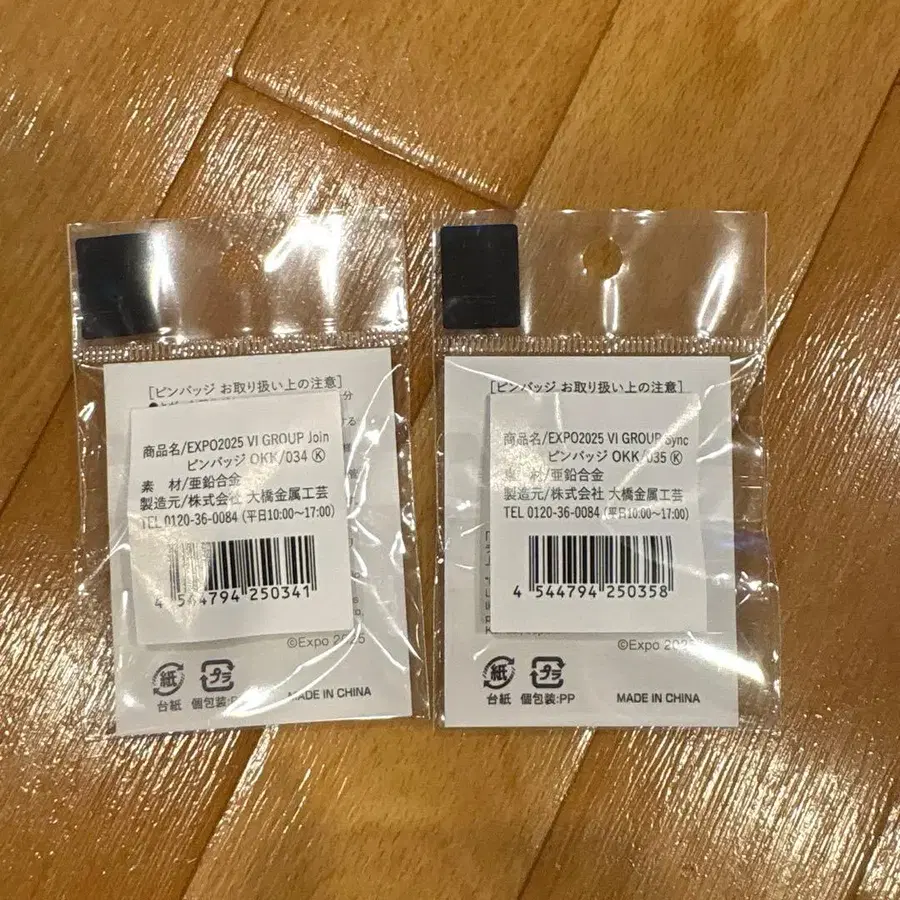 [ピンバッジ お取り扱い上の注意]
分
ける
商品名/EXPO2025 VI GROUP Join
ピンバッジ OKK/034 Ⓚ
管
素 材/亜鉛合金
製造元/株式会社 大橋金属工芸
TEL 0120-36-0084 (平日10:00〜17:00)
4 544794 250341
©Expo 2025
紙
プラ
台紙
個包装:P
MADE IN CHINA
[ピンバッジ お取り扱い上の注意]
商品名/EXPO2025 VI GROUP Sync
ピンバッジ OKK/035 Ⓚ
素 材/亜鉛合金
製造元/株式会社 大橋金属工芸
TEL 0120-36-0084 (平日10:00〜17:00)
4 544794 250358
©Expo 2025
紙
プラ
台紙
個包装:PP
MADE IN CHINA